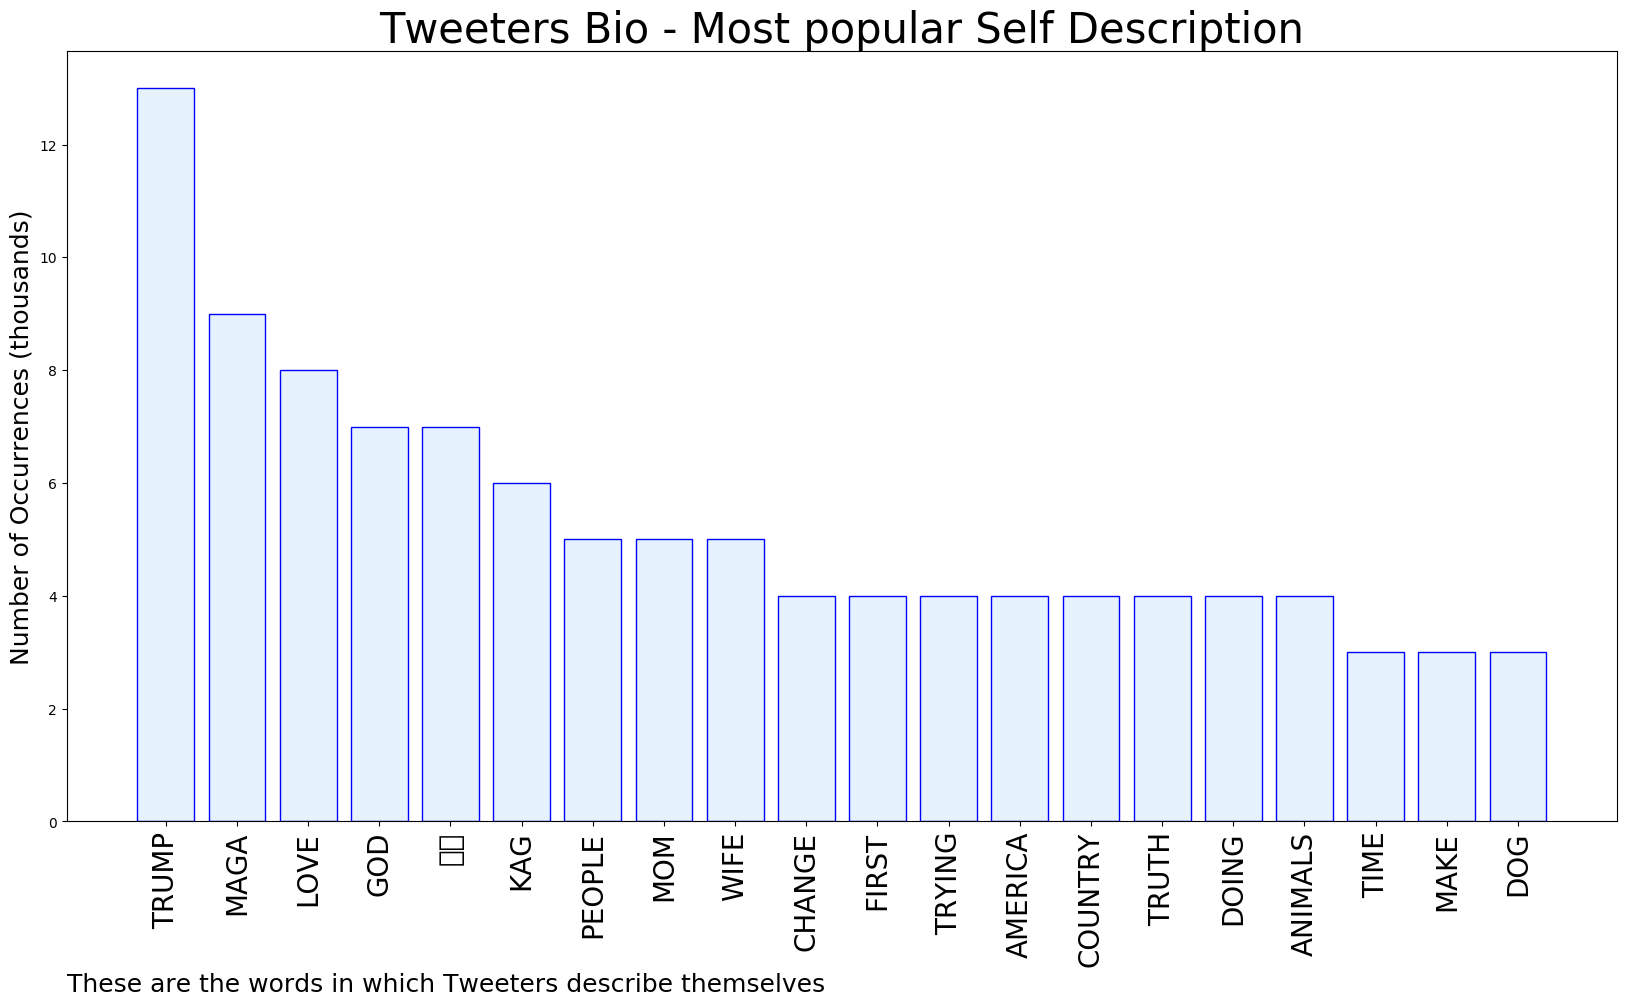 Tweeters Bio - Most popular Self Description
Number of Occurrences (thousands)
12
10
8
6
4
2
0
TRUMP
MAGA
LOVE
GOD
KAG
PEOPLE
MOM
WIFE
CHANGE
FIRST
TRYING
AMERICA
COUNTRY
TRUTH
DOING
ANIMALS
TIME
MAKE
DOG
These are the words in which Tweeters describe themselves